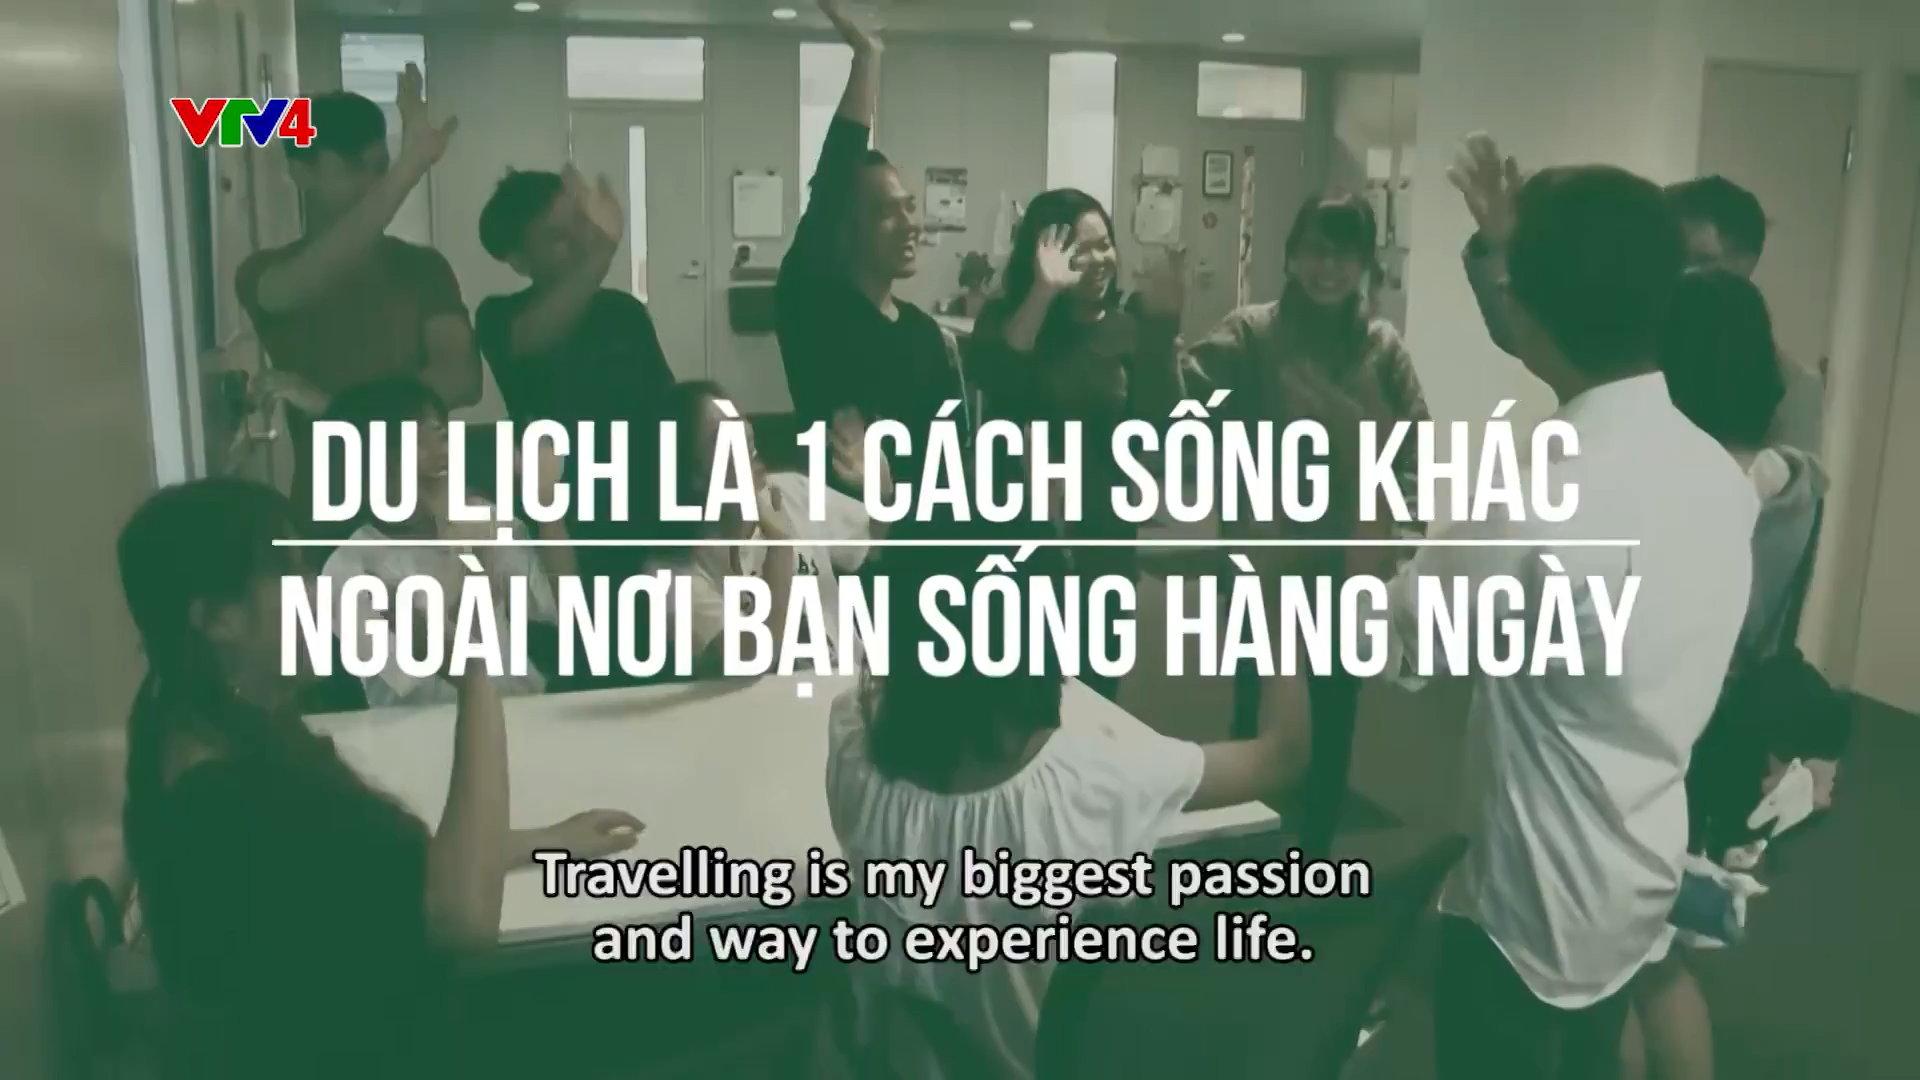 VTV4
DU LỊCH LÀ 1 CÁCH SỐNG KHÁC
NGOÀI NƠI BẠN SỐNG HÀNG NGÀY
Travelling is my biggest passion
and way to experience life.